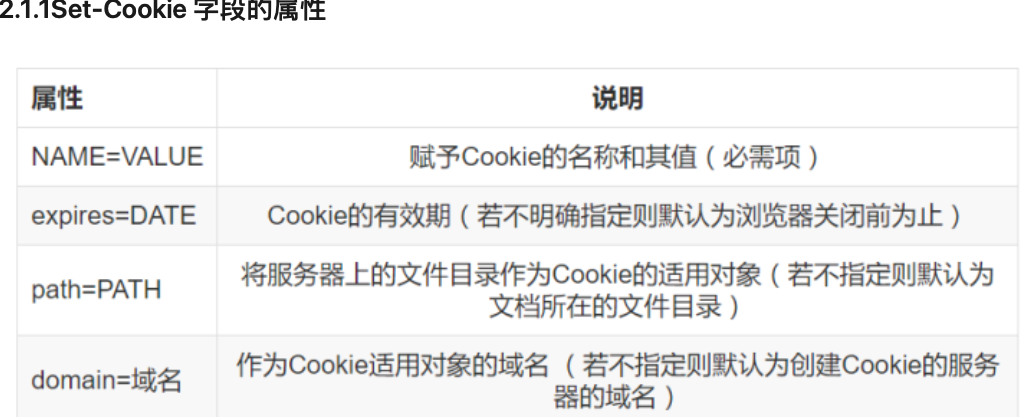 2.1.1Set-Cookie 字段的属性
属性
说明
NAME=VALUE
赋予Cookie的名称和其值（必需项）
expires=DATE
Cookie的有效期（若不明确指定则默认为浏览器关闭前为止）
path=PATH
将服务器上的文件目录作为Cookie的适用对象（若不指定则默认为
文档所在的文件目录）
domain=域名
作为Cookie适用对象的域名 （若不指定则默认为创建Cookie的服务
器的域名）